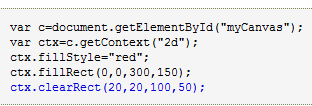 var c=document.getElementById("myCanvas");
var ctx=c.getContext("2d");
ctx.fillStyle="red";
ctx.fillRect(0,0,300,150);
ctx.clearRect(20,20,100,50);